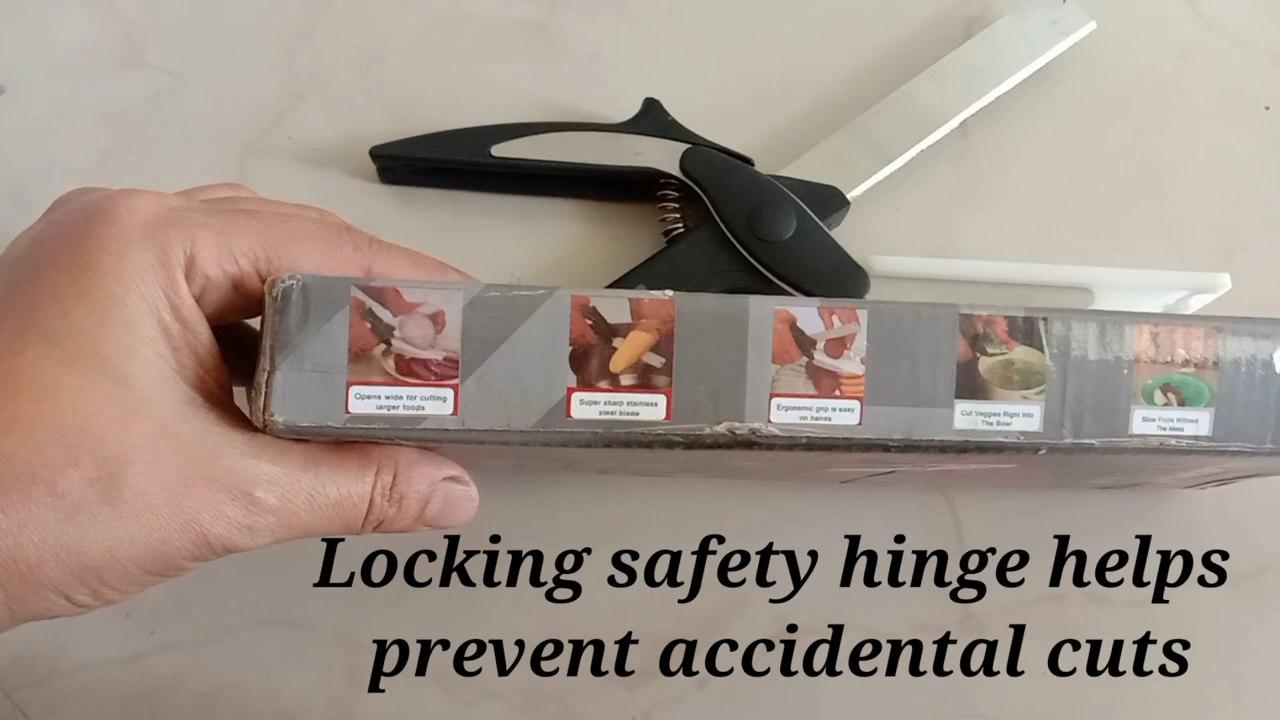 Opens wide for cutting
larger foods
Super sharp stainless
steel blade
Ergonomic grip is easy
on hands
Cut Veggies Right Into
The Bowl
Slice Fruits Without
The Mess
Locking safety hinge helps
prevent accidental cuts